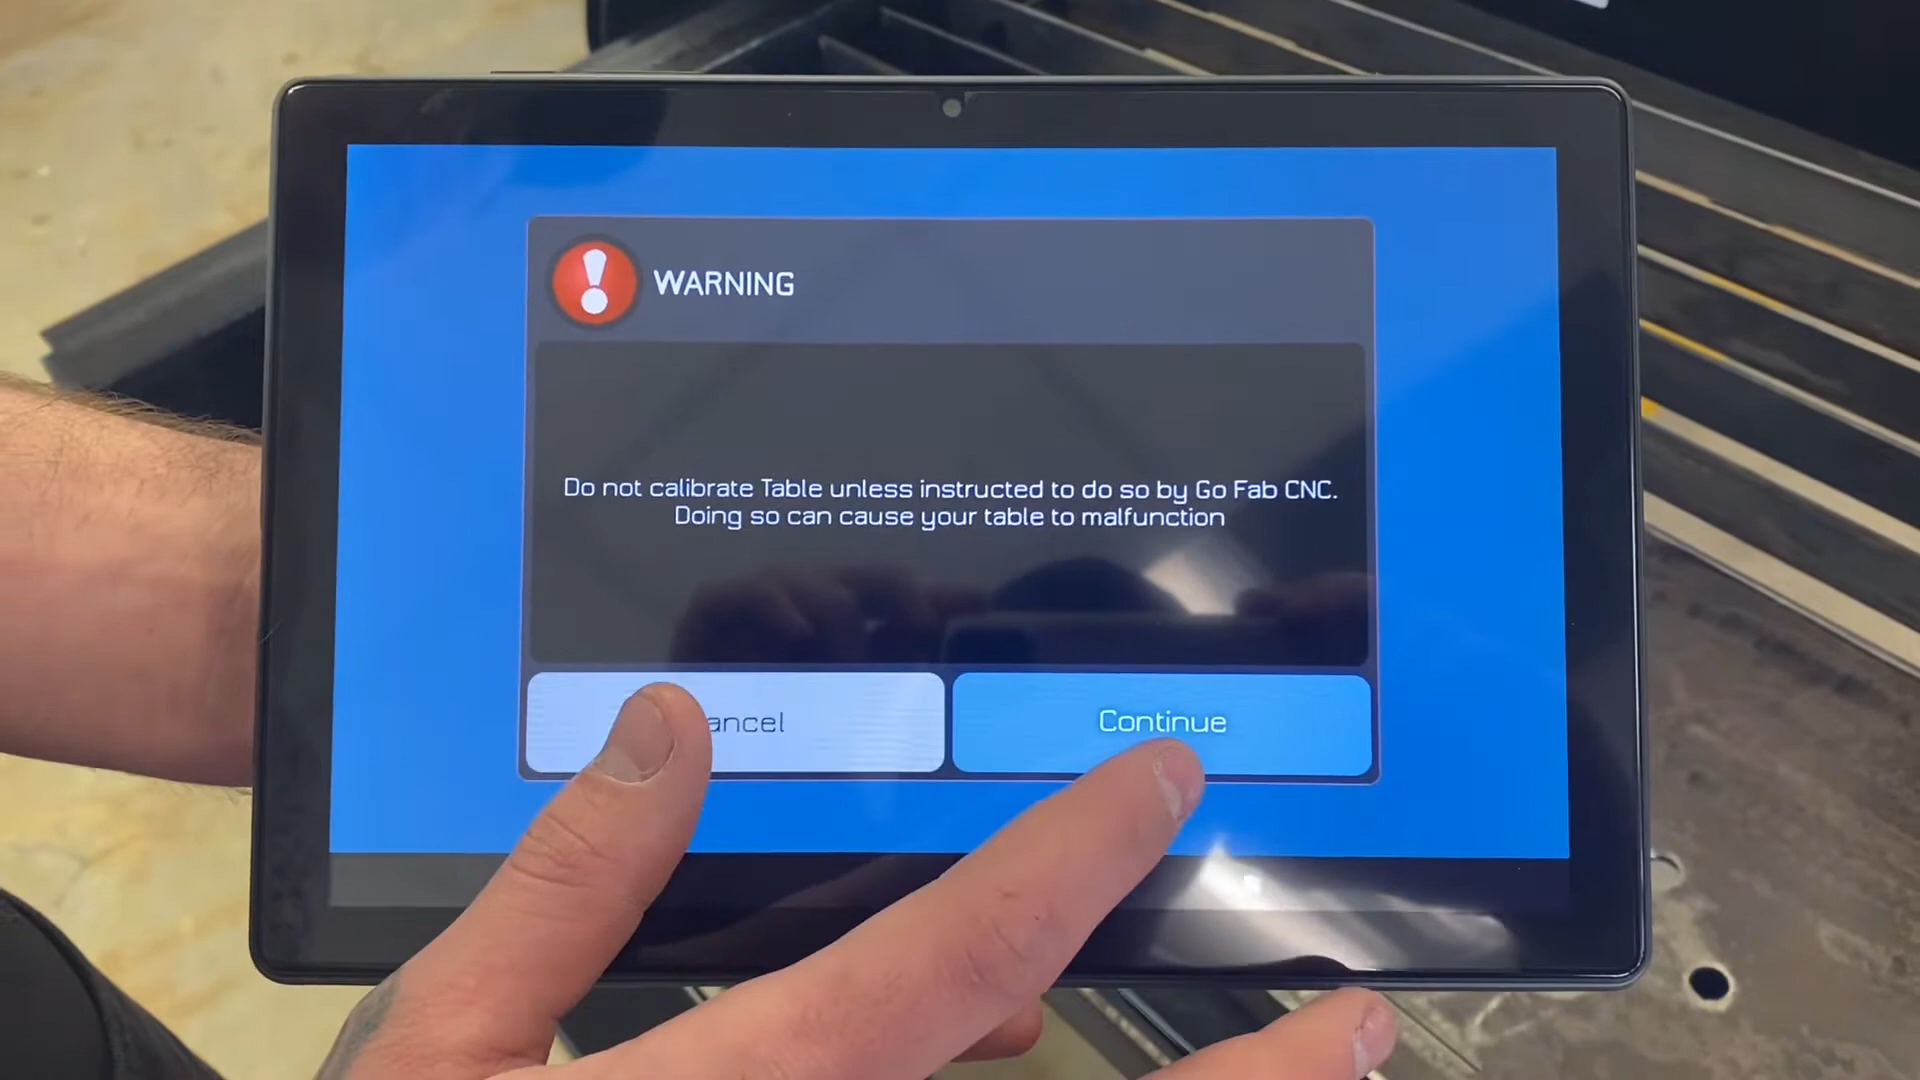 WARNING
Do not calibrate Table unless instructed to do so by Go Fab CNC.
Doing so can cause your table to malfunction
ancel
Continue